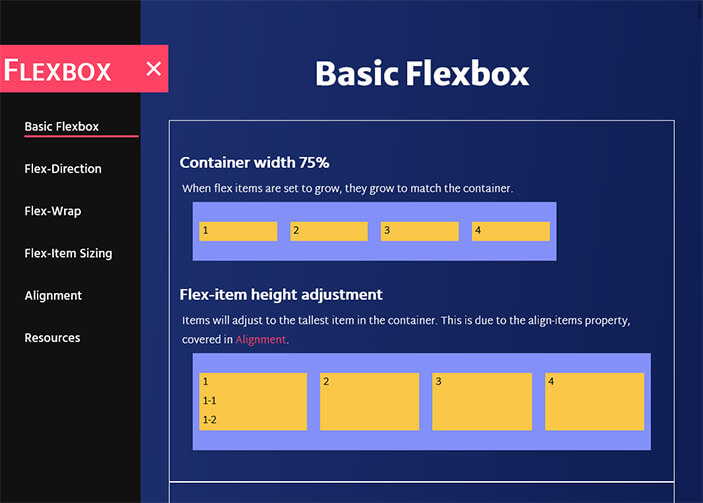 FLEXBOX ×
Basic Flexbox
Flex-Direction
Flex-Wrap
Flex-Item Sizing
Alignment
Resources
Basic Flexbox
Container width 75%
When flex items are set to grow, they grow to match the container.
1 2 3 4
Flex-item height adjustment
Items will adjust to the tallest item in the container. This is due to the align-items property,
covered in Alignment.
1 2 3 4
1-1
1-2